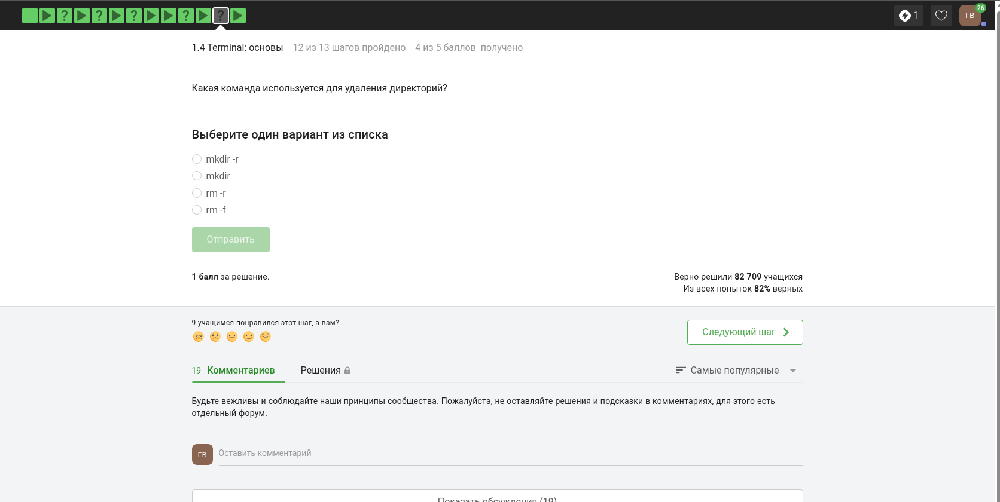 ? ? ? ? ?
1
ГВ
26
1.4 Terminal: основы 12 из 13 шагов пройдено 4 из 5 баллов получено
Какая команда используется для удаления директорий?
Выберите один вариант из списка
mkdir -r
mkdir
rm -r
rm -f
Отправить
1 балл за решение.
Верно решили 82 709 учащихся
Из всех попыток 82% верных
9 учащимся понравился этот шаг, а вам?
Следующий шаг
19 Комментариев Решения
Самые популярные
Будьте вежливы и соблюдайте наши принципы сообщества. Пожалуйста, не оставляйте решения и подсказки в комментариях, для этого есть
отдельный форум.
ГВ Оставить комментарий
Показать обсуждения (19)